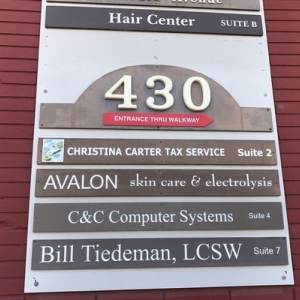 Avenue
Hair Center SUITE B
430
ENTRANCE THRU WALKWAY
CHRISTINA CARTER TAX SERVICE Suite 2
AVALON skin care & electrolysis
C&C Computer Systems Suite 4
Bill Tiedeman, LCSW Suite 7